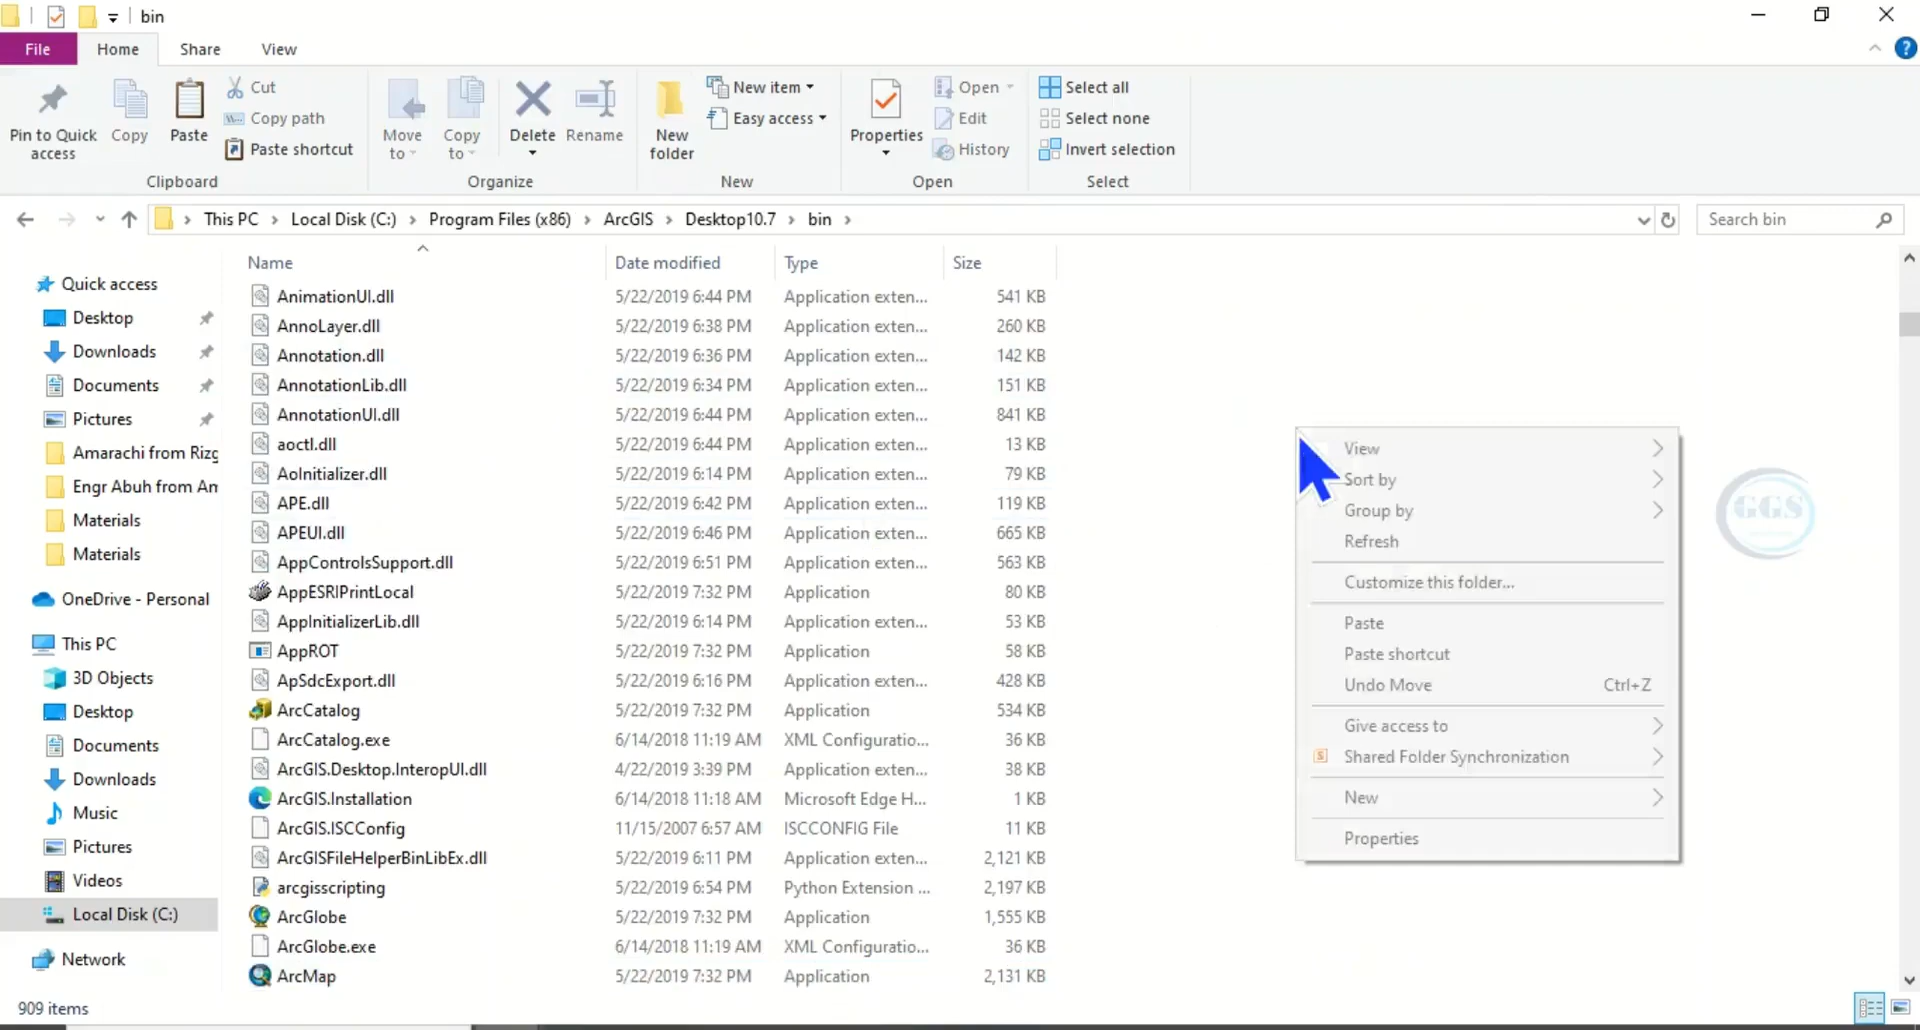 bin
File Home Share View
Pin to Quick access
Copy
Paste
Cut
Copy path
Paste shortcut
Clipboard
Move to
Copy to
Delete
Rename
Organize
New folder
New item
Easy access
New
Properties
Open
Edit
History
Open
Select all
Select none
Invert selection
Select
This PC > Local Disk (C:) > Program Files (x86) > ArcGIS > Desktop10.7 > bin >
Search bin
Quick access
Desktop
Downloads
Documents
Pictures
Amarachi from Rizg
Engr Abuh from Am
Materials
Materials
OneDrive - Personal
This PC
3D Objects
Desktop
Documents
Downloads
Music
Pictures
Videos
Local Disk (C:)
Network
Name Date modified Type Size
AnimationUI.dll 5/22/2019 6:44 PM Application exten... 541 KB
AnnoLayer.dll 5/22/2019 6:38 PM Application exten... 260 KB
Annotation.dll 5/22/2019 6:36 PM Application exten... 142 KB
AnnotationLib.dll 5/22/2019 6:34 PM Application exten... 151 KB
AnnotationUI.dll 5/22/2019 6:44 PM Application exten... 841 KB
aoctl.dll 5/22/2019 6:44 PM Application exten... 13 KB
AoInitializer.dll 5/22/2019 6:14 PM Application exten... 79 KB
APE.dll 5/22/2019 6:42 PM Application exten... 119 KB
APEUI.dll 5/22/2019 6:46 PM Application exten... 665 KB
AppControlsSupport.dll 5/22/2019 6:51 PM Application exten... 563 KB
AppESRIPrintLocal 5/22/2019 7:32 PM Application 80 KB
AppInitializerLib.dll 5/22/2019 6:14 PM Application exten... 53 KB
AppROT 5/22/2019 7:32 PM Application 58 KB
ApSdcExport.dll 5/22/2019 6:16 PM Application exten... 428 KB
ArcCatalog 5/22/2019 7:32 PM Application 534 KB
ArcCatalog.exe 6/14/2018 11:19 AM XML Configuratio... 36 KB
ArcGIS.Desktop.InteropUI.dll 4/22/2019 3:39 PM Application exten... 38 KB
ArcGIS.Installation 6/14/2018 11:18 AM Microsoft Edge H... 1 KB
ArcGIS.ISCConfig 11/15/2007 6:57 AM ISCCONFIG File 11 KB
ArcGISFileHelperBinLibEx.dll 5/22/2019 6:11 PM Application exten... 2,121 KB
arcgisscripting 5/22/2019 6:54 PM Python Extension ... 2,197 KB
ArcGlobe 5/22/2019 7:32 PM Application 1,555 KB
ArcGlobe.exe 6/14/2018 11:19 AM XML Configuratio... 36 KB
ArcMap 5/22/2019 7:32 PM Application 2,131 KB
View
Sort by
Group by
Refresh
Customize this folder...
Paste
Paste shortcut
Undo Move Ctrl+Z
Give access to
S Shared Folder Synchronization
New
Properties
GGS
909 items